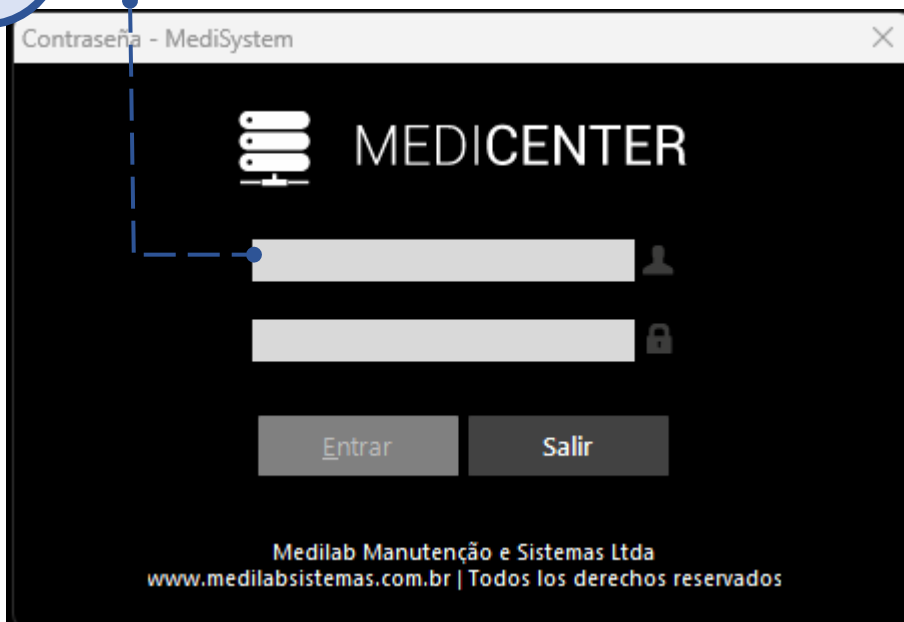 Contraseña - MediSystem
MEDICENTER
Entrar
Salir
Medilab Manutenção e Sistemas Ltda
www.medilabsistemas.com.br | Todos los derechos reservados